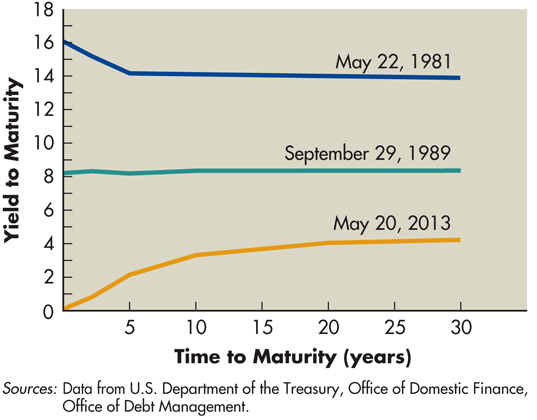 18
16
14
12
10
8
6
4
2
0
Yield to Maturity
May 22, 1981
September 29, 1989
May 20, 2013
5 10 15 20 25 30
Time to Maturity (years)
Sources: Data from U.S. Department of the Treasury, Office of Domestic Finance,
Office of Debt Management.